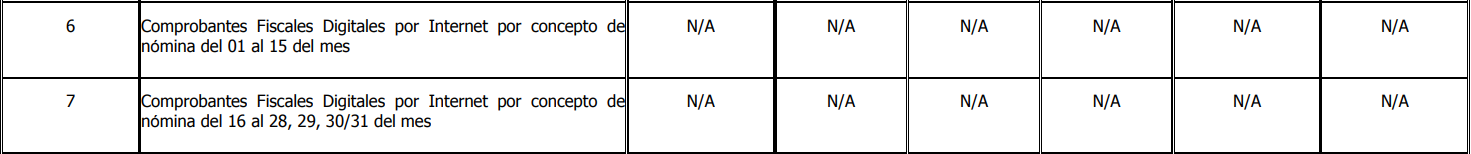 6 Comprobantes Fiscales Digitales por Internet por concepto de N/A N/A N/A N/A N/A N/A
nómina del 01 al 15 del mes
7 Comprobantes Fiscales Digitales por Internet por concepto de N/A N/A N/A N/A N/A N/A
nómina del 16 al 28, 29, 30/31 del mes